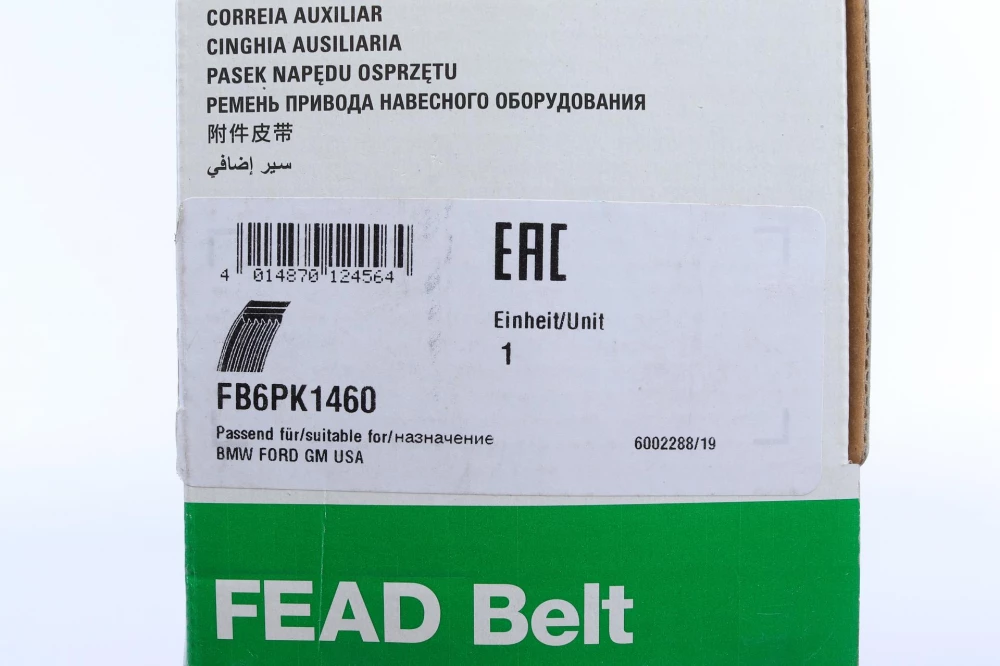 CORREIA AUXILIAR
CINGHIA AUSILIARIA
PASEK NAPĘDU OSPRZĘTU
РЕМЕНЬ ПРИВОДА НАВЕСНОГО ОБОРУДОВАНИЯ
附件皮带
سير إضافي
4 014870 124564
EAC
Einheit/Unit
1
FB6PK1460
Passend für/suitable for/назначение
BMW FORD GM USA
6002288/19
FEAD Belt